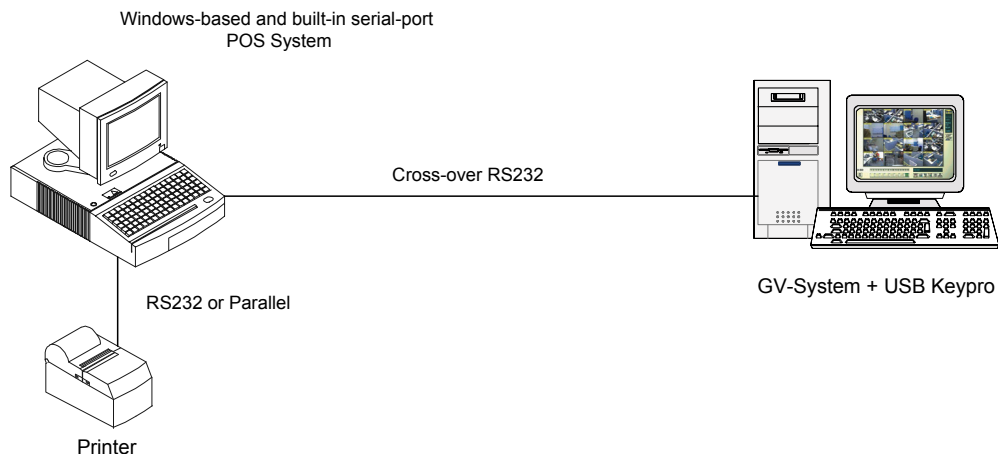 Windows-based and built-in serial-port
POS System
Cross-over RS232
GV-System + USB Keypro
RS232 or Parallel
Printer